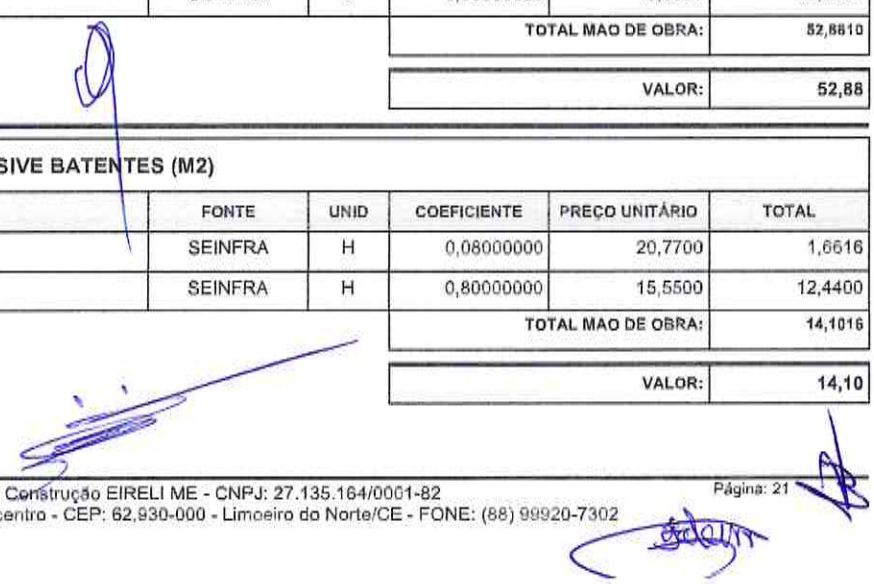 TOTAL MAO DE OBRA: 52,8810
VALOR: 52,88
SIVE BATENTES (M2)
FONTE UNID COEFICIENTE PREÇO UNITÁRIO TOTAL
SEINFRA H 0,08000000 20,7700 1,6616
SEINFRA H 0,80000000 15,5500 12,4400
TOTAL MAO DE OBRA: 14,1016
VALOR: 14,10
Construção EIRELI ME - CNPJ: 27.135.164/0001-82
Página: 21
centro - CEP: 62,930-000 - Limoeiro do Norte/CE - FONE: (88) 99920-7302